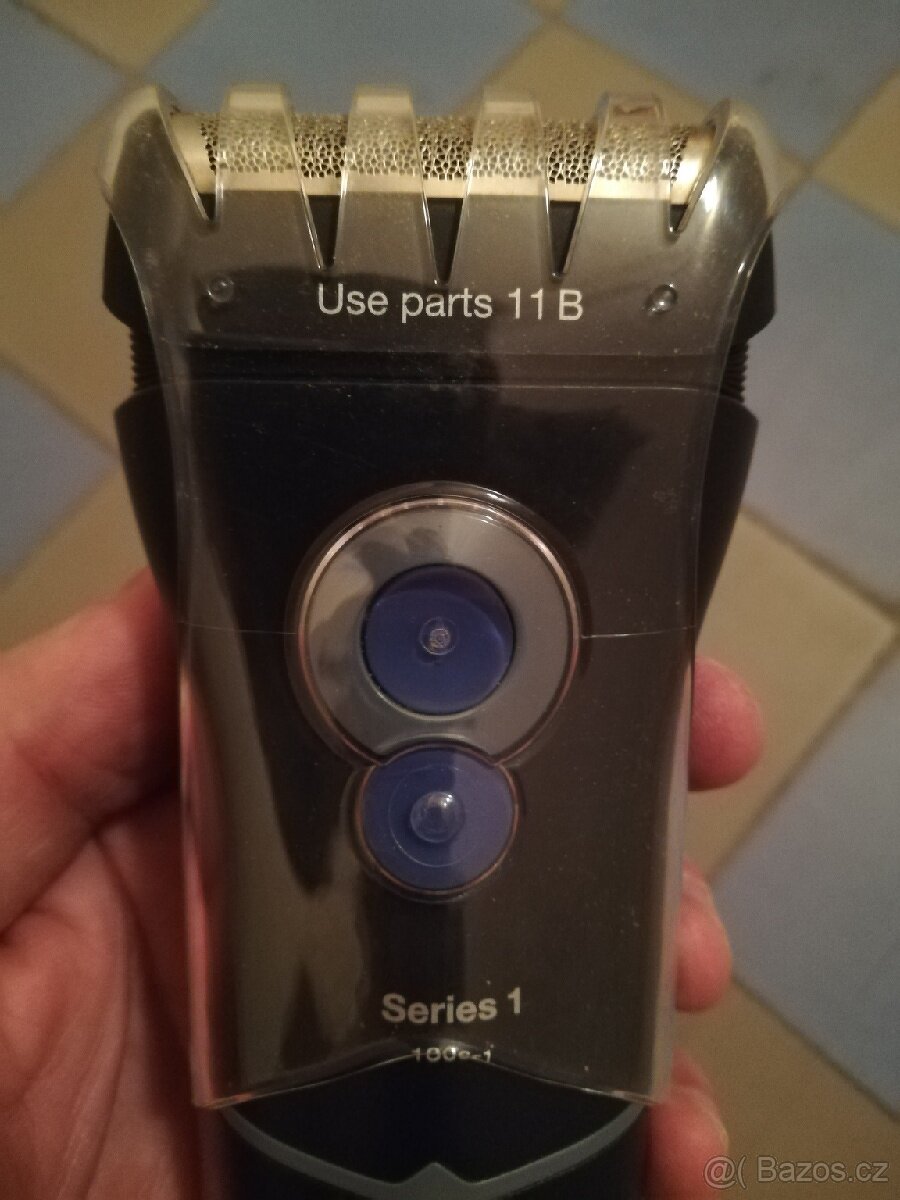 Use parts 11 B
Series 1
@( Bazos.cz